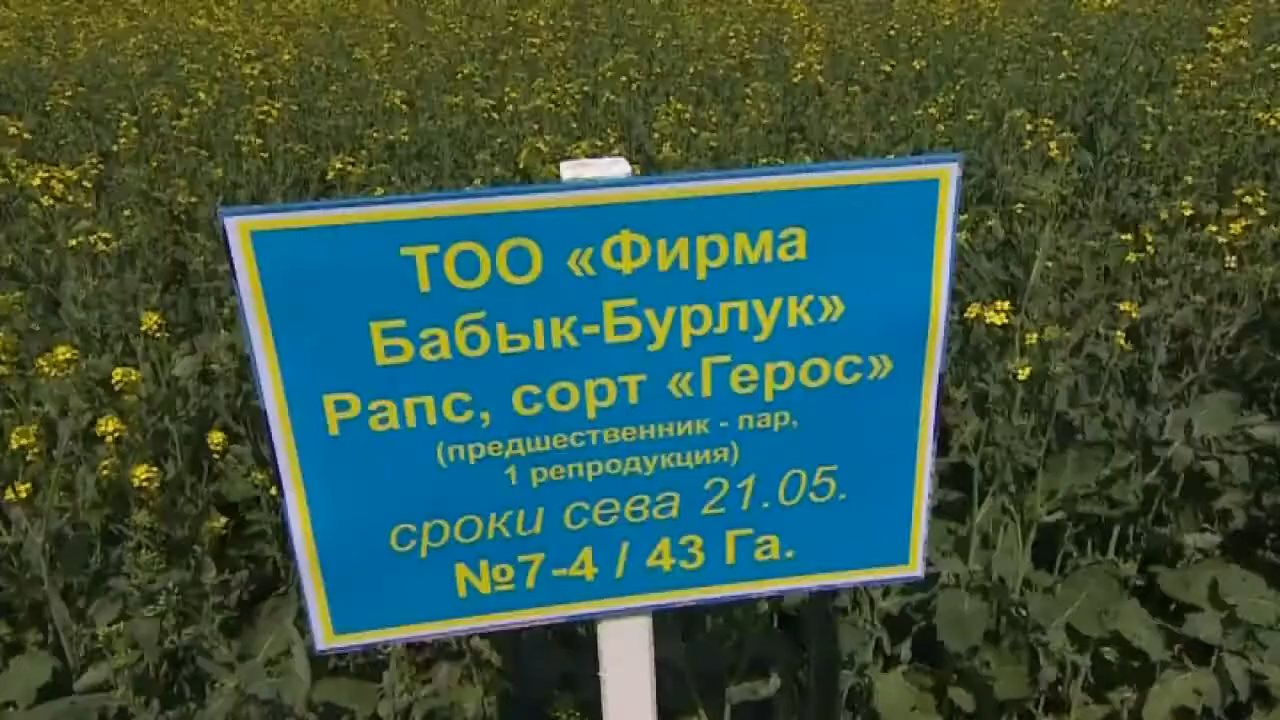 ТОО «Фирма
Бабык-Бурлук»
Рапс, сорт «Герос»
(предшественник - пар,
1 репродукция)
сроки сева 21.05.
№7-4 / 43 Га.